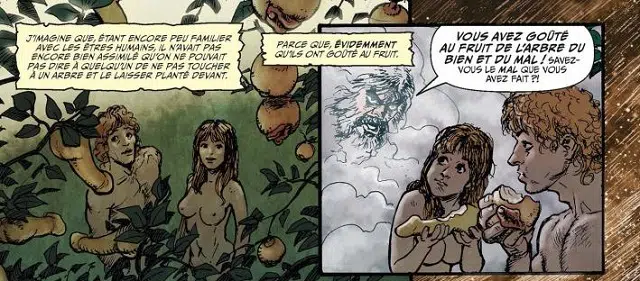 J'IMAGINE QUE, ÉTANT ENCORE PEU FAMILIER
AVEC LES ÊTRES HUMAINS, IL N'AVAIT PAS
ENCORE BIEN ASSIMILÉ QU'ON NE POUVAIT
PAS DIRE À QUELQU'UN DE NE PAS TOUCHER
À UN ARBRE ET LE LAISSER PLANTÉ DEVANT.
PARCE QUE, ÉVIDEMMENT
QU'ILS ONT GOÛTÉ AU FRUIT.
VOUS AVEZ GOÛTÉ
AU FRUIT DE L'ARBRE DU
BIEN ET DU MAL ! SAVEZ-
VOUS LE MAL QUE VOUS
AVEZ FAIT ?!